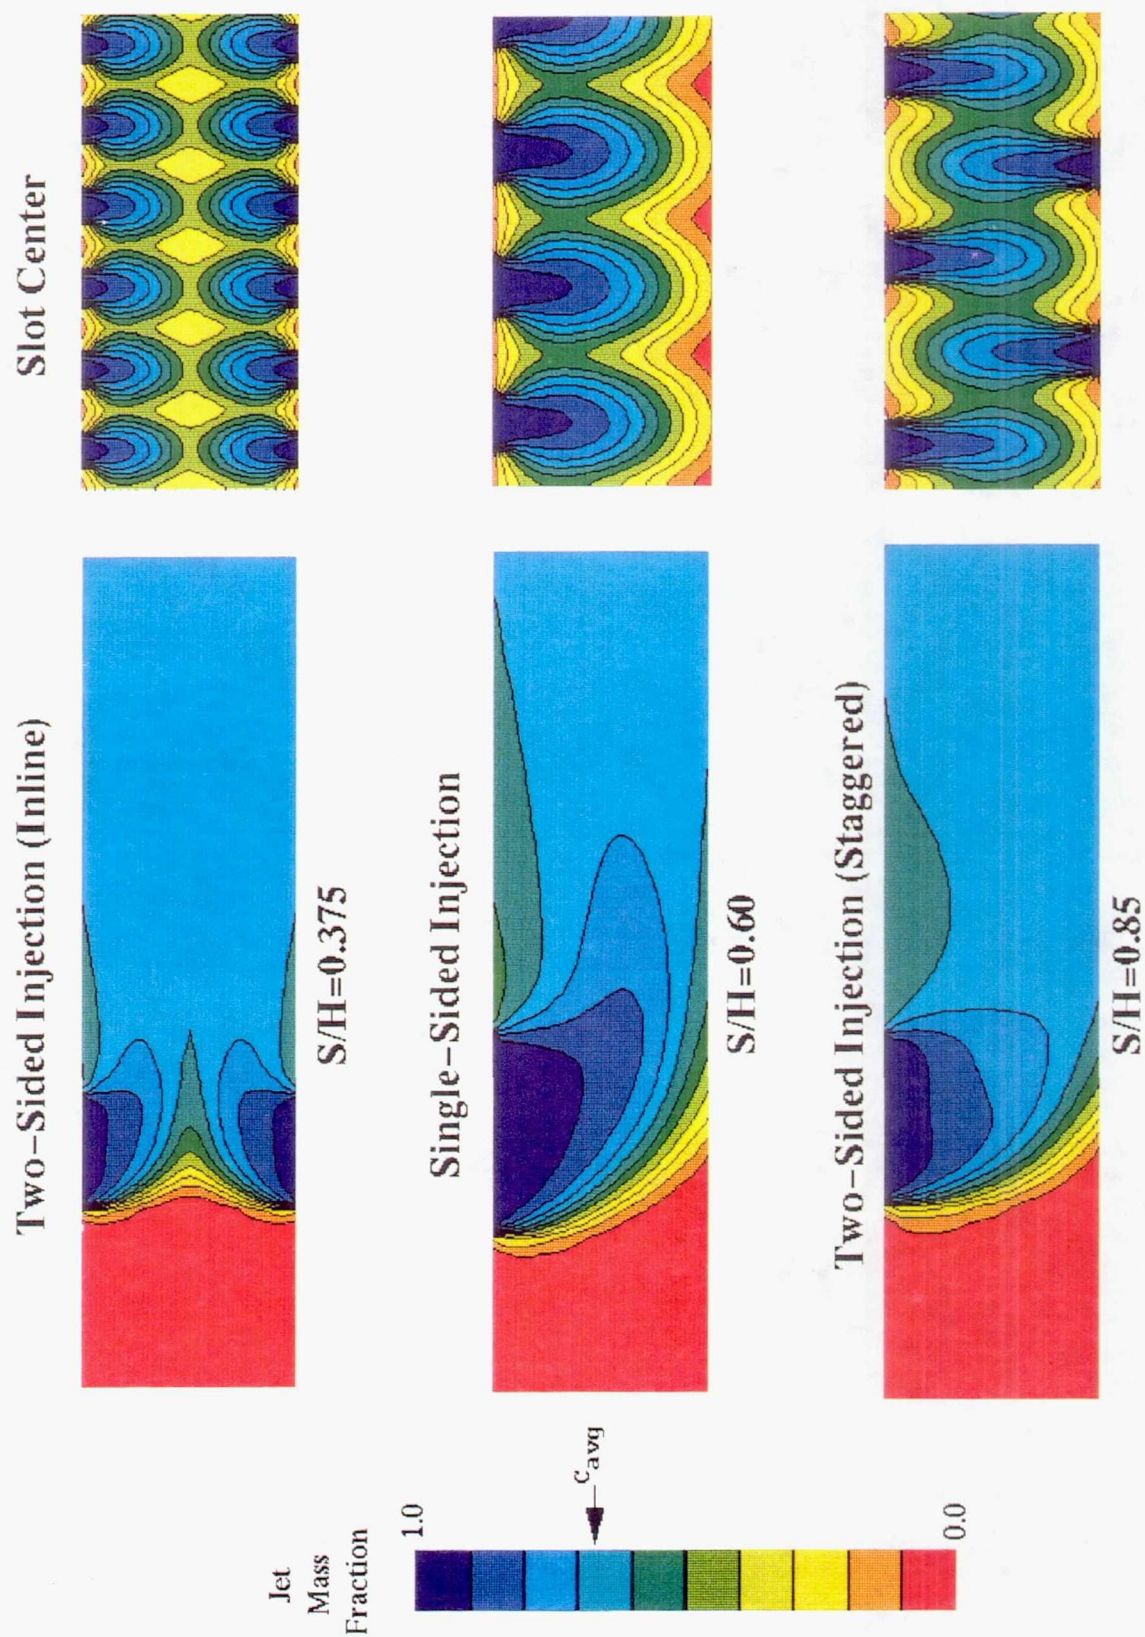 Slot Center
Two-Sided Injection (Inline)
S/H=0.375
Single-Sided Injection
S/H=0.60
Two-Sided Injection (Staggered)
S/H=0.85
Jet
Mass
Fraction
1.0
Cavg
0.0